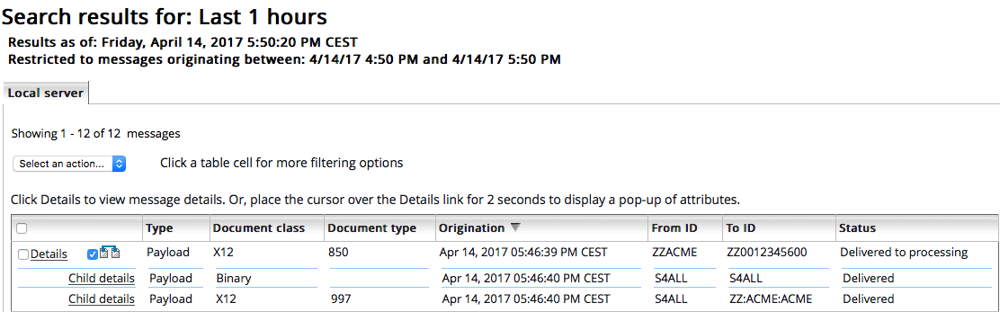 Search results for: Last 1 hours
Results as of: Friday, April 14, 2017 5:50:20 PM CEST
Restricted to messages originating between: 4/14/17 4:50 PM and 4/14/17 5:50 PM
Local server
Showing 1 - 12 of 12 messages
Select an action... Click a table cell for more filtering options
Click Details to view message details. Or, place the cursor over the Details link for 2 seconds to display a pop-up of attributes.
Type Document class Document type Origination From ID To ID Status
Details Payload X12 850 Apr 14, 2017 05:46:39 PM CEST ZZACME ZZ0012345600 Delivered to processing
Child details Payload Binary Apr 14, 2017 05:46:40 PM CEST S4ALL S4ALL Delivered
Child details Payload X12 997 Apr 14, 2017 05:46:40 PM CEST S4ALL ZZ:ACME:ACME Delivered